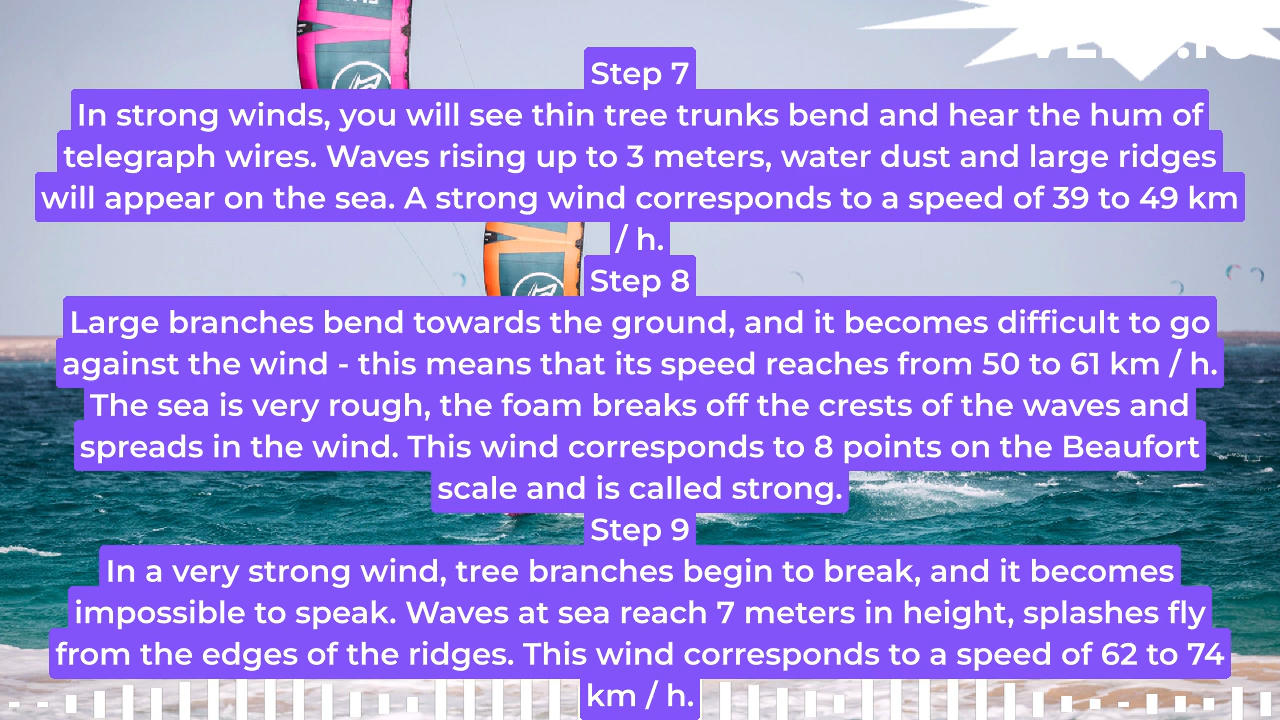 Step 7
In strong winds, you will see thin tree trunks bend and hear the hum of
telegraph wires. Waves rising up to 3 meters, water dust and large ridges
will appear on the sea. A strong wind corresponds to a speed of 39 to 49 km
/ h.
Step 8
Large branches bend towards the ground, and it becomes difficult to go
against the wind - this means that its speed reaches from 50 to 61 km / h.
The sea is very rough, the foam breaks off the crests of the waves and
spreads in the wind. This wind corresponds to 8 points on the Beaufort
scale and is called strong.
Step 9
In a very strong wind, tree branches begin to break, and it becomes
impossible to speak. Waves at sea reach 7 meters in height, splashes fly
from the edges of the ridges. This wind corresponds to a speed of 62 to 74
km / h.